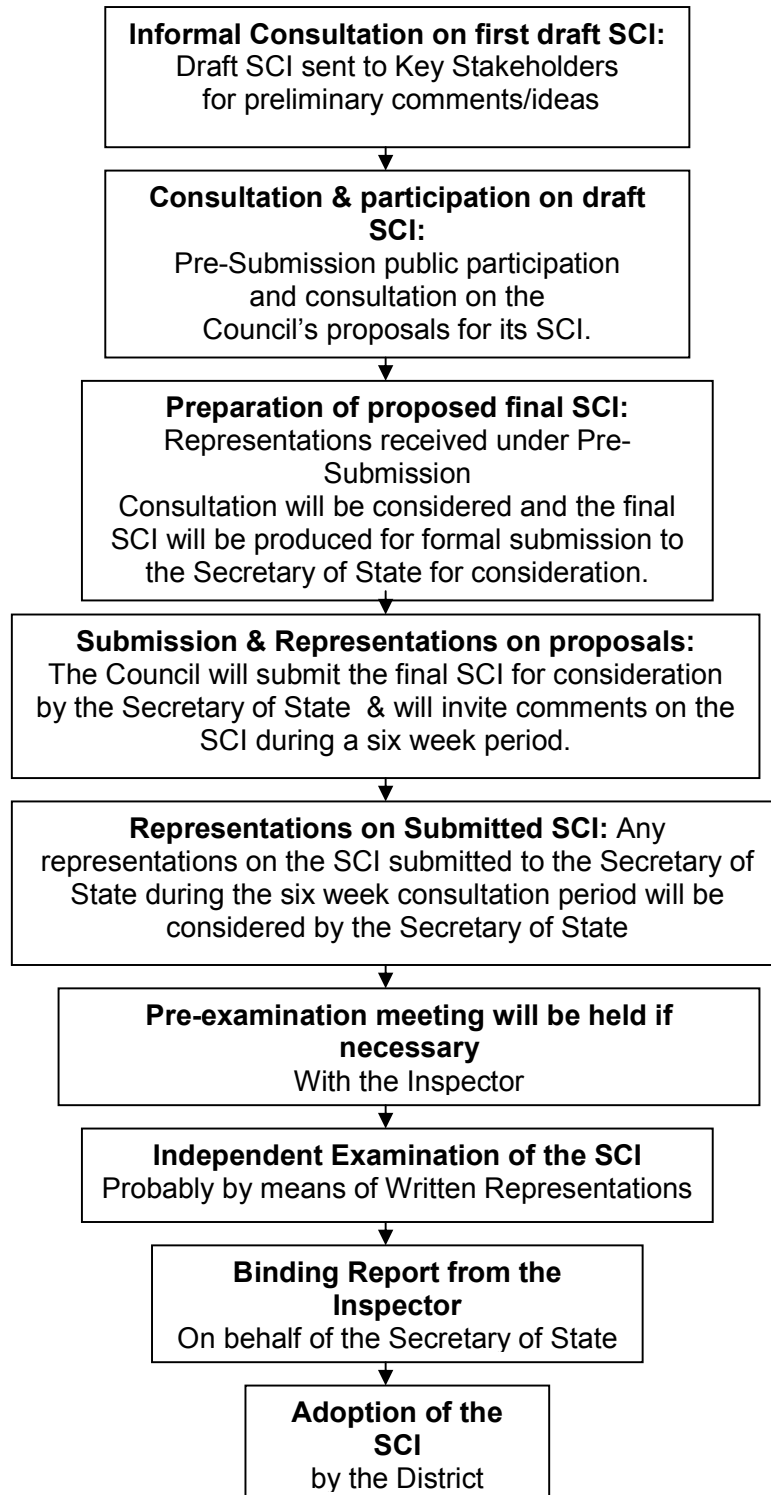 Informal Consultation on first draft SCI:
Draft SCI sent to Key Stakeholders
for preliminary comments/ideas
Consultation & participation on draft
SCI:
Pre-Submission public participation
and consultation on the
Council's proposals for its SCI.
Preparation of proposed final SCI:
Representations received under Pre-
Submission
Consultation will be considered and the final
SCI will be produced for formal submission to
the Secretary of State for consideration.
Submission & Representations on proposals:
The Council will submit the final SCI for consideration
by the Secretary of State & will invite comments on the
SCI during a six week period.
Representations on Submitted SCI: Any
representations on the SCI submitted to the Secretary of
State during the six week consultation period will be
considered by the Secretary of State
Pre-examination meeting will be held if
necessary
With the Inspector
Independent Examination of the SCI
Probably by means of Written Representations
Binding Report from the
Inspector
On behalf of the Secretary of State
Adoption of the
SCI
by the District